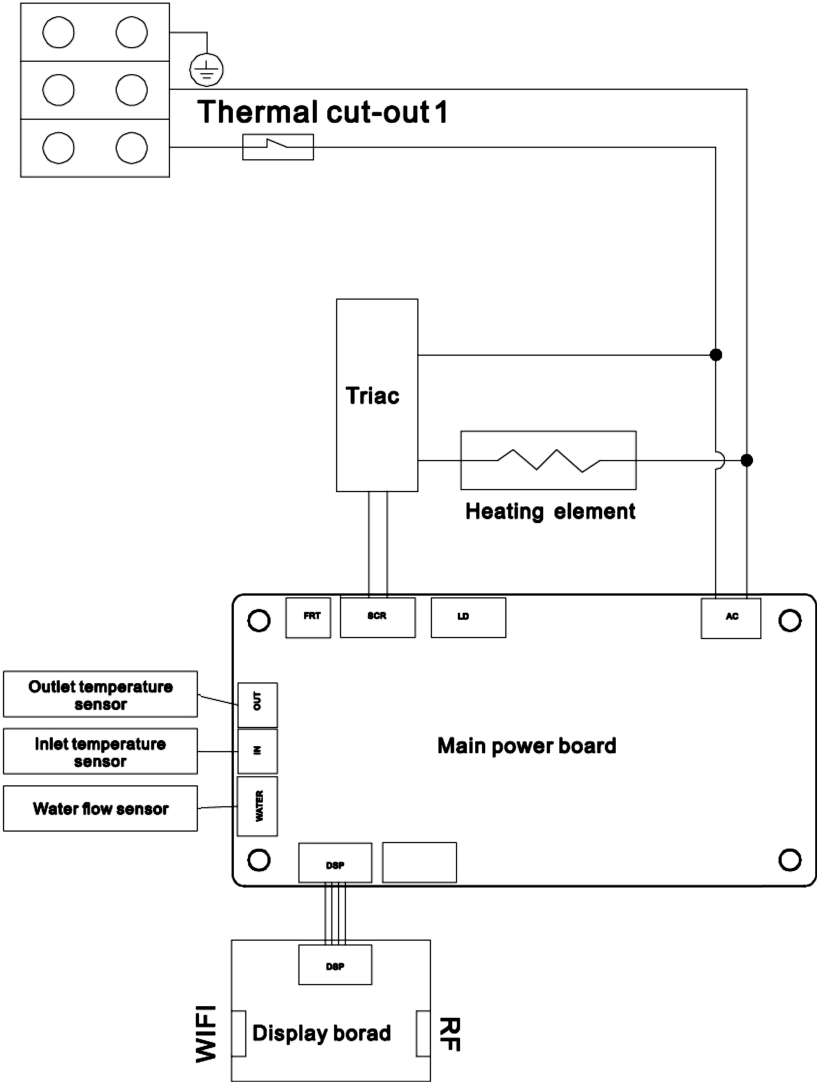 Thermal cut-out 1
Triac
Heating element
FRT
SCR
LD
AC
Outlet temperature
sensor
OUT
Inlet temperature
sensor
IN
Main power board
Water flow sensor
WATER
DSP
DSP
WIFI
Display borad
RF